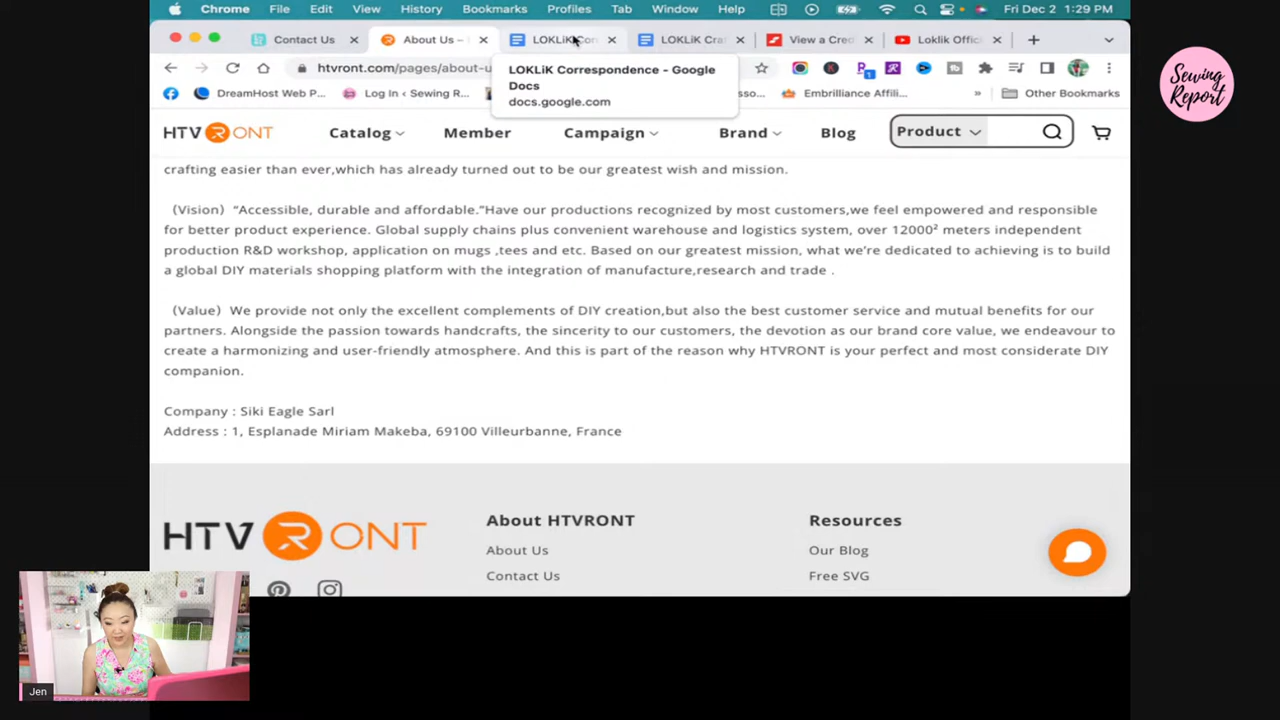 Chrome File Edit View History Bookmarks Profiles Tab Window Help Fri Dec 2 1:29 PM
Contact Us About Us – LOKLiK Cor LOKLiK Cra View a Cred Loklik Offic
htvront.com/pages/about-u
LOKLiK Correspondence - Google
Docs
docs.google.com
DreamHost Web P... Log In ‹ Sewing R... sso... Embrilliance Affili... » Other Bookmarks
Sewing
Report
HTV RONT Catalog Member Campaign Brand Blog Product
crafting easier than ever,which has already turned out to be our greatest wish and mission.
（Vision）“Accessible, durable and affordable.”Have our productions recognized by most customers,we feel empowered and responsible
for better product experience. Global supply chains plus convenient warehouse and logistics system, over 12000² meters independent
production R&D workshop, application on mugs ,tees and etc. Based on our greatest mission, what we’re dedicated to achieving is to build
a global DIY materials shopping platform with the integration of manufacture,research and trade .
（Value）We provide not only the excellent complements of DIY creation,but also the best customer service and mutual benefits for our
partners. Alongside the passion towards handcrafts, the sincerity to our customers, the devotion as our brand core value, we endeavour to
create a harmonizing and user-friendly atmosphere. And this is part of the reason why HTVRONT is your perfect and most considerate DIY
companion.
Company : Siki Eagle Sarl
Address : 1, Esplanade Miriam Makeba, 69100 Villeurbanne, France
HTV RONT
About HTVRONT
About Us
Contact Us
Resources
Our Blog
Free SVG
Jen